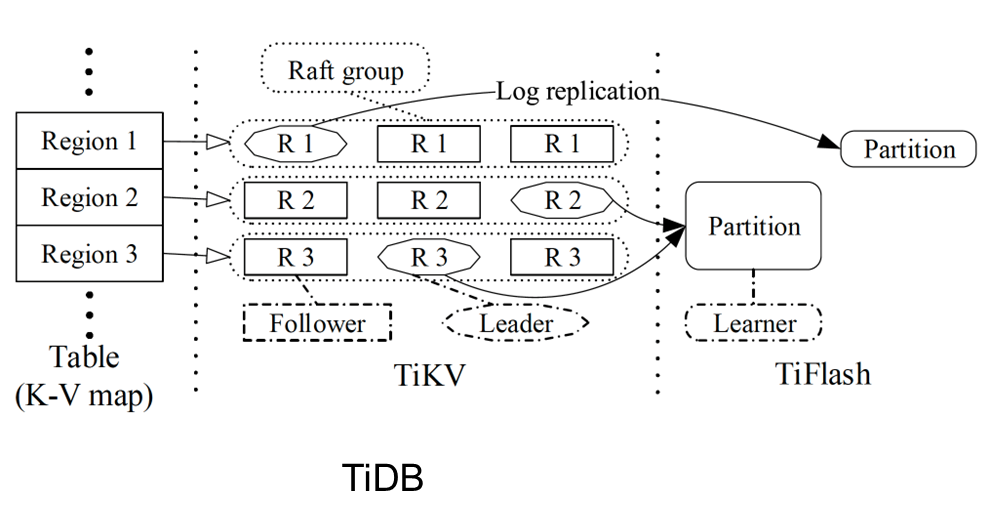 Raft group
Log replication
Region 1
R 1
R 1
R 1
Partition
Region 2
R 2
R 2
R 2
Partition
Region 3
R 3
R 3
R 3
Follower
Leader
Learner
Table
(K-V map)
TiKV
TiFlash
TiDB